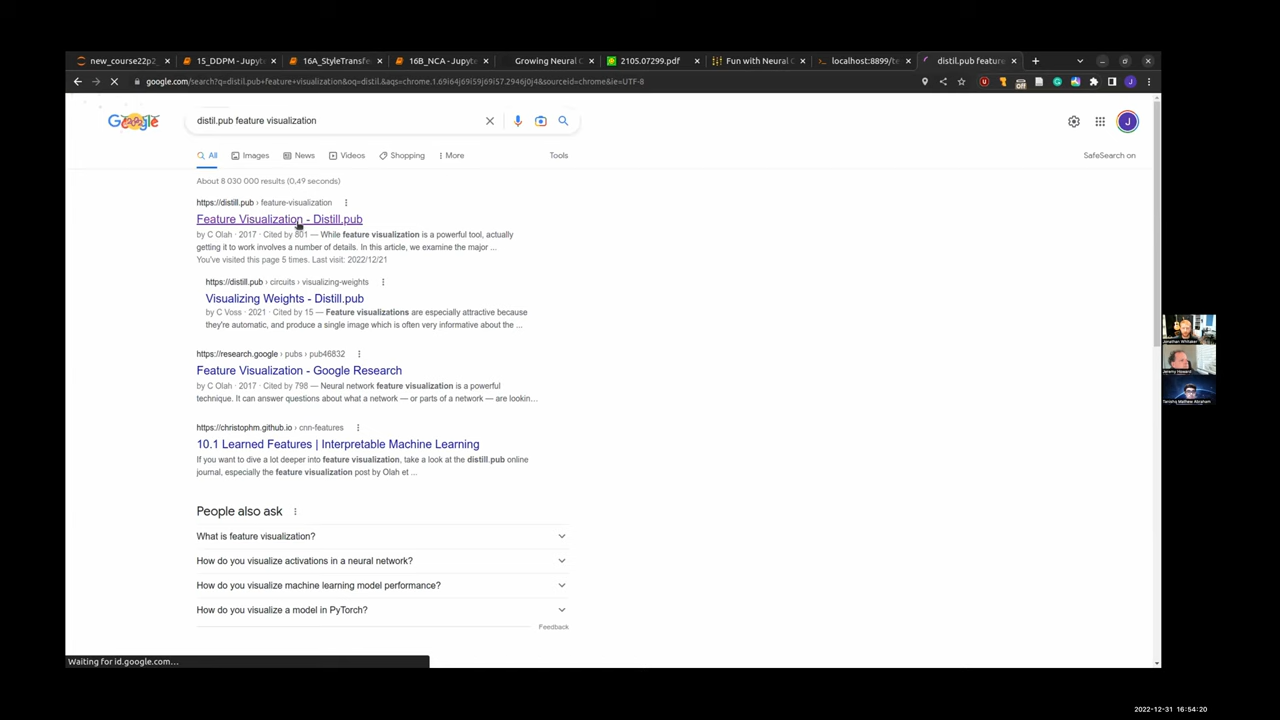 new_course22p2_
15_DDPM - Jupyte
16A_StyleTransfe
16B_NCA - Jupyte
Growing Neural C
2105.07299.pdf
Fun with Neural C
localhost:8899/te
distil.pub feature
google.com/search?q=distil.pub+feature+visualization&oq=distil.&aqs=chrome.1.69i64j69i59j69i57.2946j0j4&sourceid=chrome&ie=UTF-8
Google
distil.pub feature visualization
All
Images
News
Videos
Shopping
More
Tools
SafeSearch on
About 8 030 000 results (0,49 seconds)
https://distill.pub › feature-visualization
Feature Visualization - Distill.pub
by C Olah · 2017 · Cited by 801 — While feature visualization is a powerful tool, actually
getting it to work involves a number of details. In this article, we examine the major ...
You've visited this page 5 times. Last visit: 2022/12/21
https://distill.pub › circuits › visualizing-weights
Visualizing Weights - Distill.pub
by C Voss · 2021 · Cited by 15 — Feature visualizations are especially attractive because
they're automatic, and produce a single image which is often very informative about the ...
https://research.google › pubs › pub46832
Feature Visualization - Google Research
by C Olah · 2017 · Cited by 798 — Neural network feature visualization is a powerful
technique. It can answer questions about what a network — or parts of a network — are lookin...
https://christophm.github.io › cnn-features
10.1 Learned Features | Interpretable Machine Learning
If you want to dive a lot deeper into feature visualization, take a look at the distill.pub online
journal, especially the feature visualization post by Olah et ...
People also ask
What is feature visualization?
How do you visualize activations in a neural network?
How do you visualize machine learning model performance?
How do you visualize a model in PyTorch?
Feedback
Waiting for id.google.com...
Jonathan Whitaker
Jeremy Howard
Tanishq Mathew Abraham
2022-12-31 16:54:20